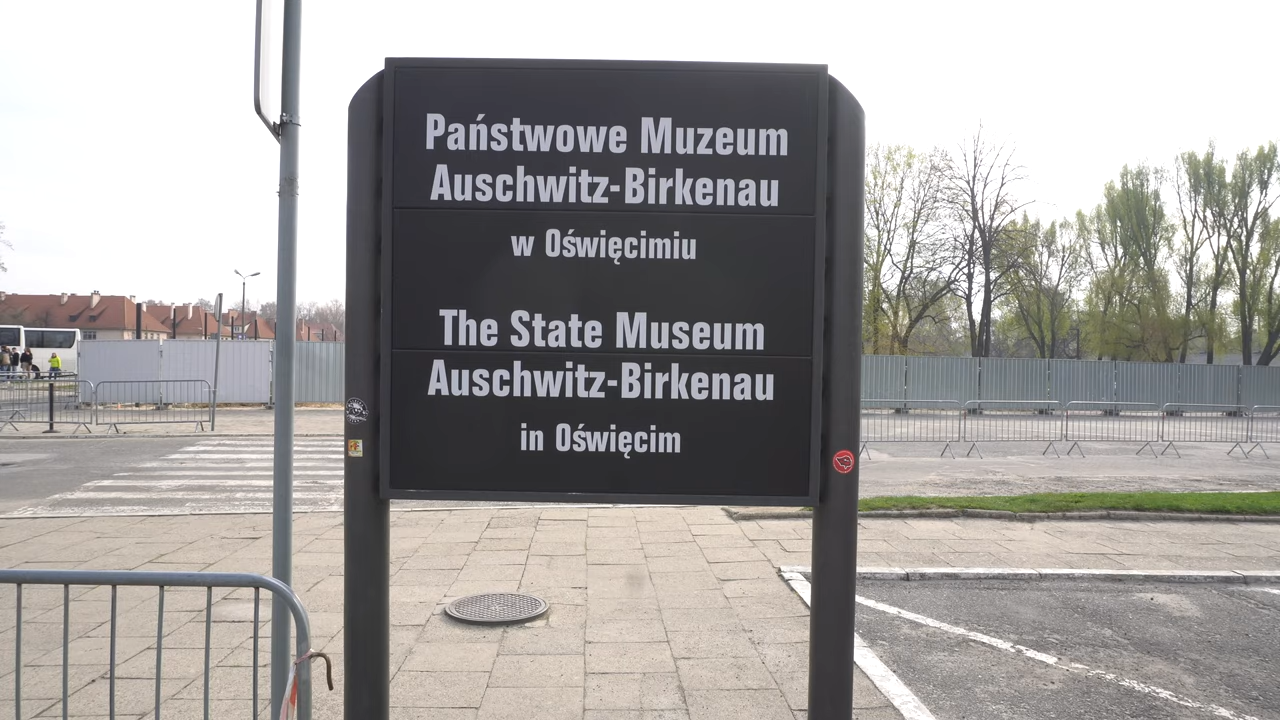 Państwowe Muzeum
Auschwitz-Birkenau
w Oświęcimiu
The State Museum
Auschwitz-Birkenau
in Oświęcim